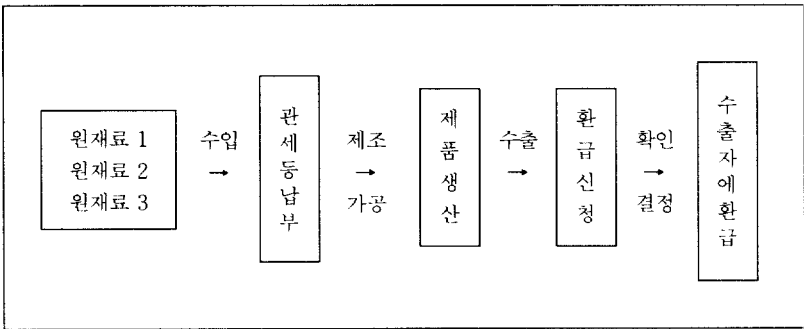 원재료 1
원재료 2
원재료 3
수입
→
관세등납부
제조
→
가공
제품생산
수출
→
환급신청
확인
→
결정
수출자에환급